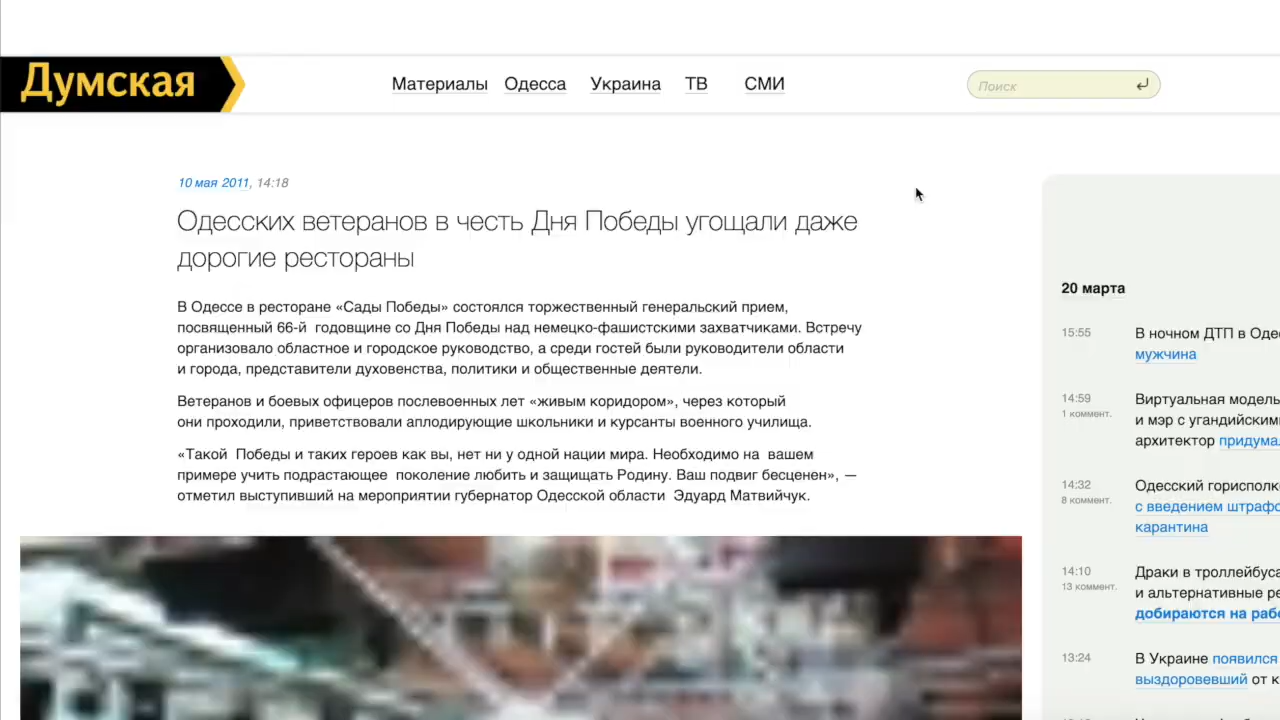 Думская
Материалы Одесса Украина ТВ СМИ
Поиск
10 мая 2011, 14:18
Одесских ветеранов в честь Дня Победы угощали даже
дорогие рестораны
В Одессе в ресторане «Сады Победы» состоялся торжественный генеральский прием,
посвященный 66-й годовщине со Дня Победы над немецко-фашистскими захватчиками. Встречу
организовало областное и городское руководство, а среди гостей были руководители области
и города, представители духовенства, политики и общественные деятели.
Ветеранов и боевых офицеров послевоенных лет «живым коридором», через который
они проходили, приветствовали аплодирующие школьники и курсанты военного училища.
«Такой Победы и таких героев как вы, нет ни у одной нации мира. Необходимо на вашем
примере учить подрастающее поколение любить и защищать Родину. Ваш подвиг бесценен», —
отметил выступивший на мероприятии губернатор Одесской области Эдуард Матвийчук.
20 марта
15:55
В ночном ДТП в Оде
мужчина
14:59
1 коммент.
Виртуальная модель
и мэр с угандийским
архитектор придума
14:32
8 коммент.
Одесский горисполк
с введением штрафо
карантина
14:10
13 коммент.
Драки в троллейбуса
и альтернативные ре
добираются на рабо
13:24
В Украине появился
выздоровевший от к